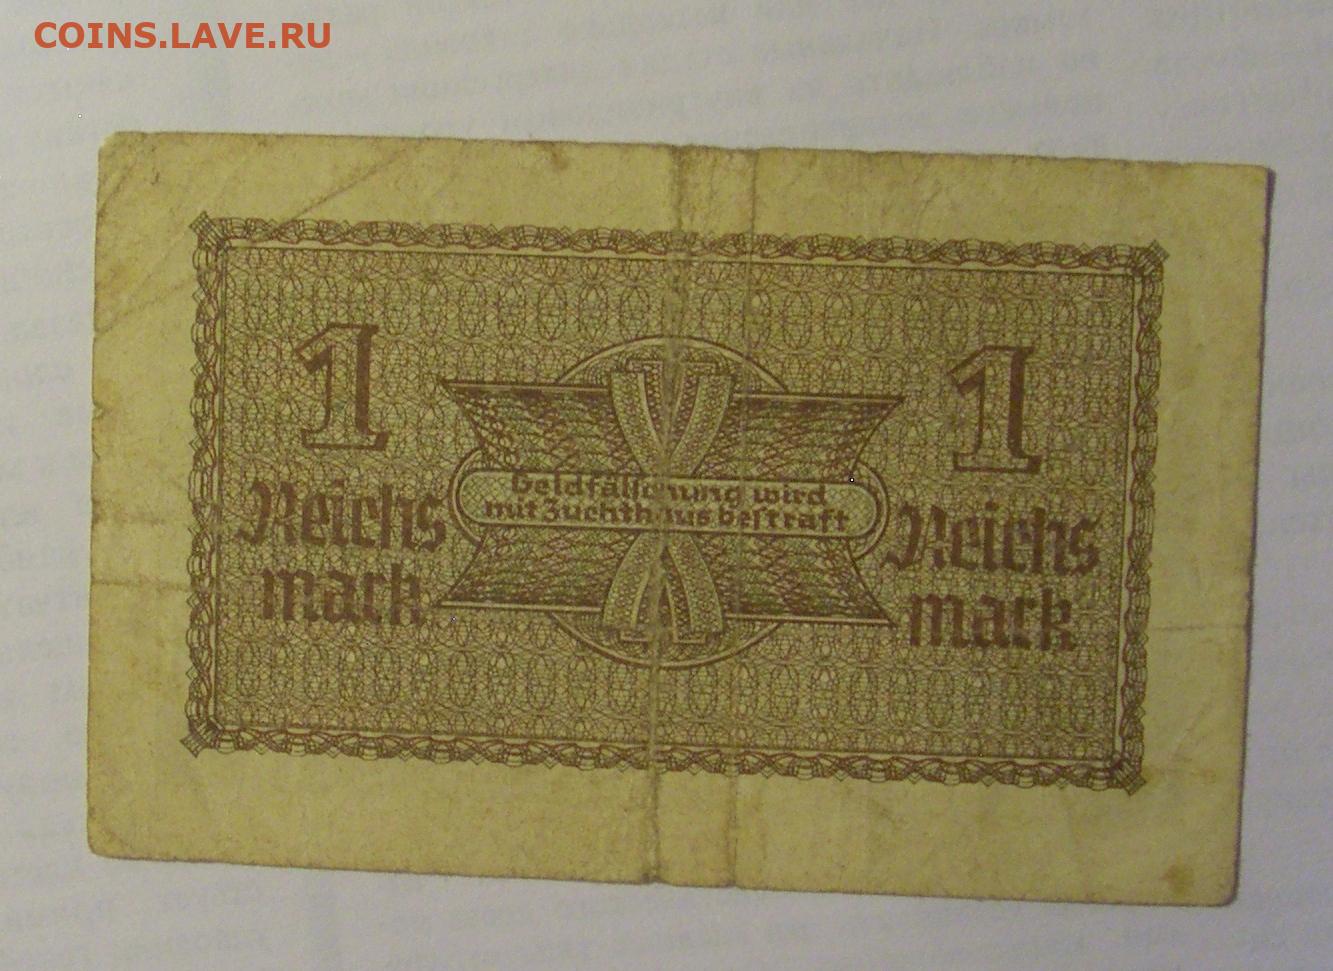 COINS.LAVE.RU
1
Reichs
mark
Geldfälschung wird
mit Zuchthaus bestraft
1
Reichs
mark